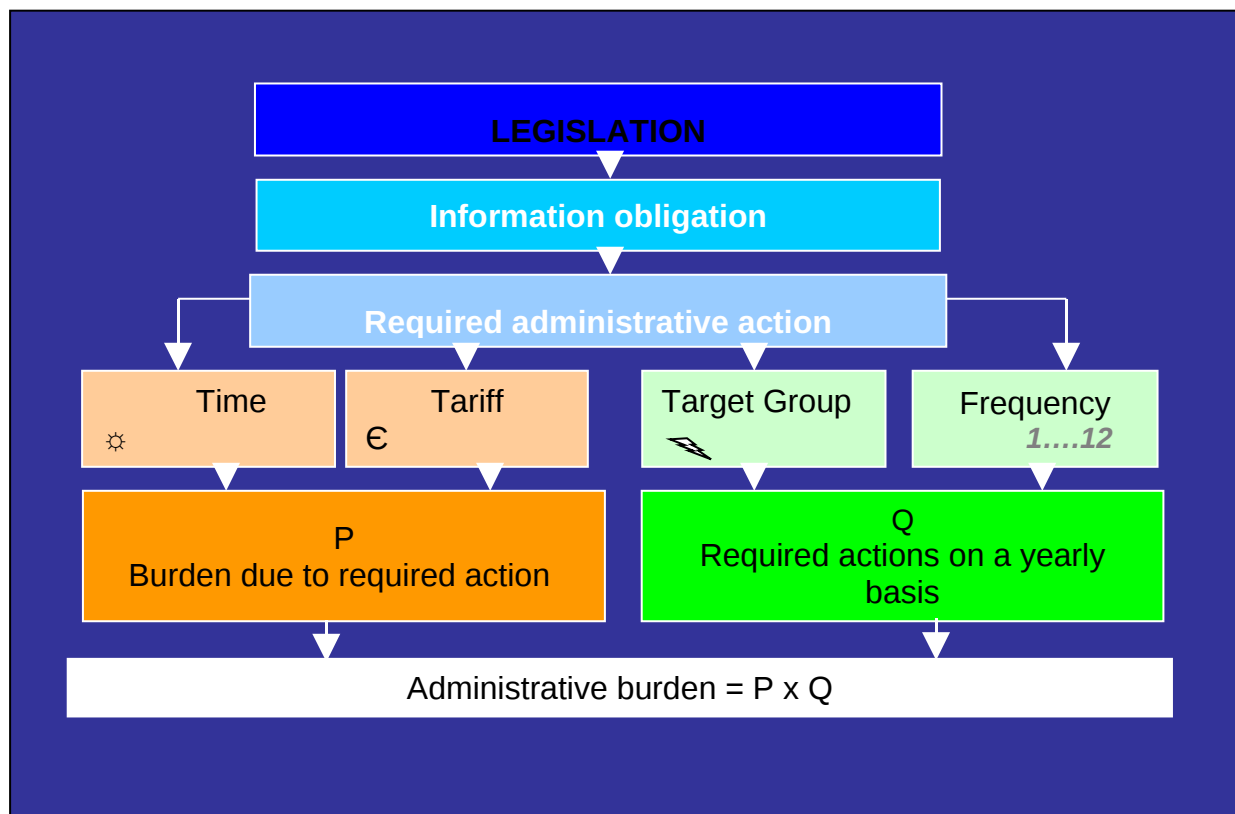 LEGISLATION
Information obligation
Required administrative action
Time
Tariff
Target Group
Frequency
☼
Є
1....12
P
Burden due to required action
Q
Required actions on a yearly
basis
Administrative burden = P x Q